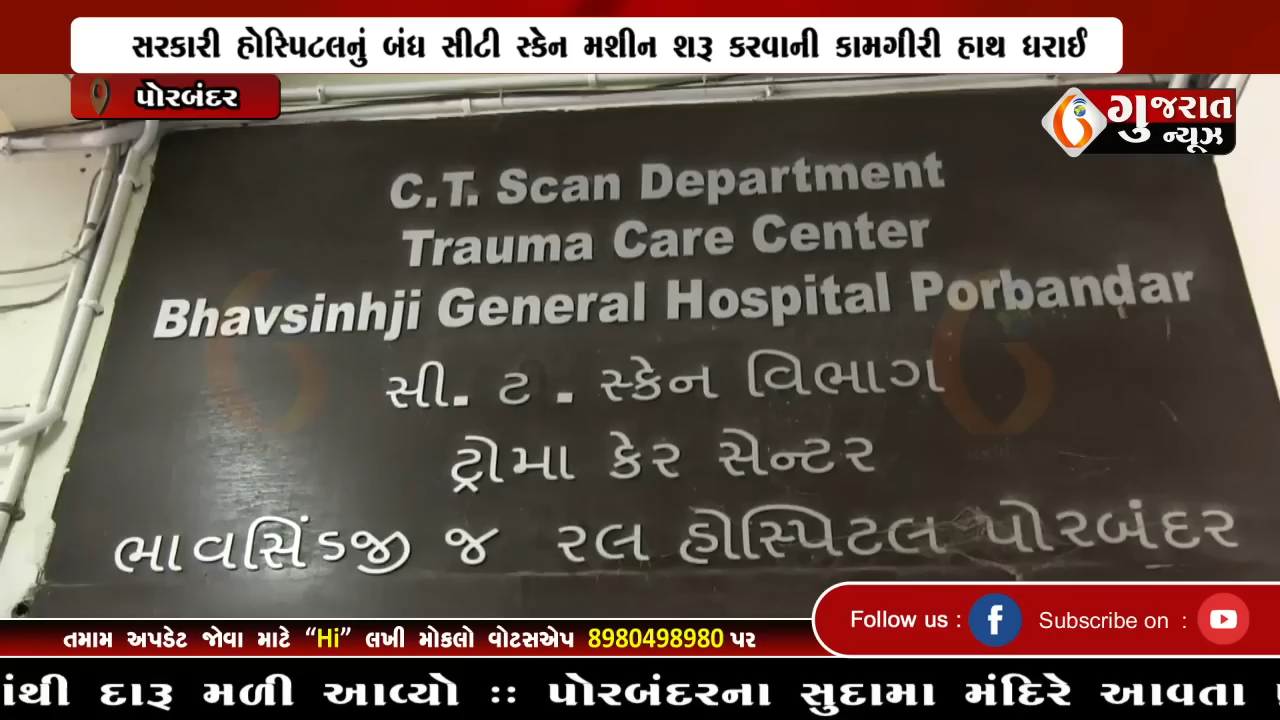 સરકારી હોસ્પિટલનું બંધ સીટી સ્કેન મશીન શરૂ કરવાની કામગીરી હાથ ધરાઈ
પોરબંદર
ગુજરાત
ન્યૂઝ
C.T. Scan Department
Trauma Care Center
Bhavsinhji General Hospital Porbandar
સી. ટ . સ્કેન વિભાગ
ટ્રોમા કેર સેન્ટર
ભાવસિંહજી જ રલ હોસ્પિટલ પોરબંદર
Follow us :
Subscribe on :
તમામ અપડેટ જોવા માટે “Hi” લખી મોકલો વોટસએપ 8980498980 પર
દારૂ મળી આવ્યો :: પોરબંદરના સુદામા મંદિરે આવતા